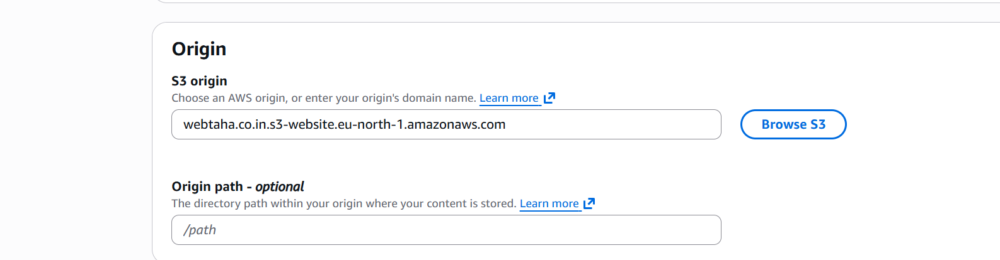 Origin
S3 origin
Choose an AWS origin, or enter your origin's domain name. Learn more
webtaha.co.in.s3-website.eu-north-1.amazonaws.com
Browse S3
Origin path - optional
The directory path within your origin where your content is stored. Learn more
/path